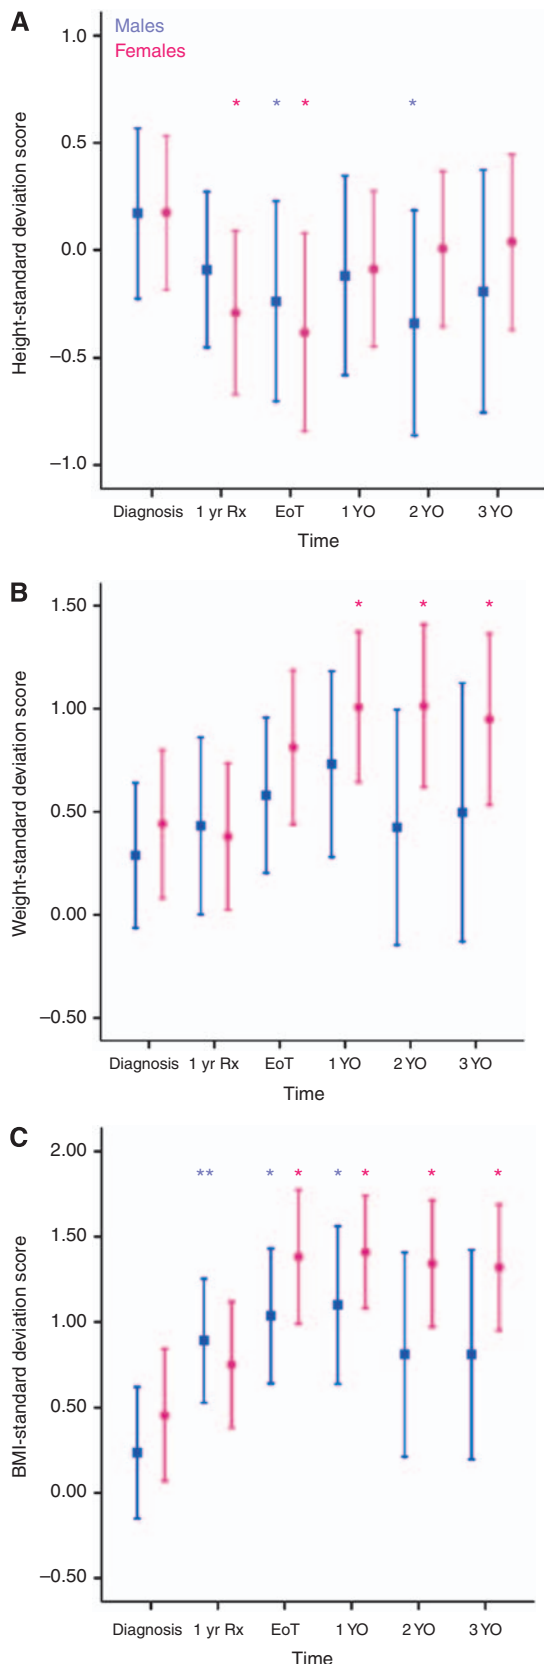 A
Males
Females
* * * *
1.0
0.5
0.0
–0.5
–1.0
Height-standard deviation score
Diagnosis 1 yr Rx EoT 1 YO 2 YO 3 YO
Time
B
* * *
1.50
1.00
0.50
0.00
–0.50
Weight-standard deviation score
Diagnosis 1 yr Rx EoT 1 YO 2 YO 3 YO
Time
C
** * * * * * *
2.00
1.50
1.00
0.50
0.00
–0.50
BMI-standard deviation score
Diagnosis 1 yr Rx EoT 1 YO 2 YO 3 YO
Time